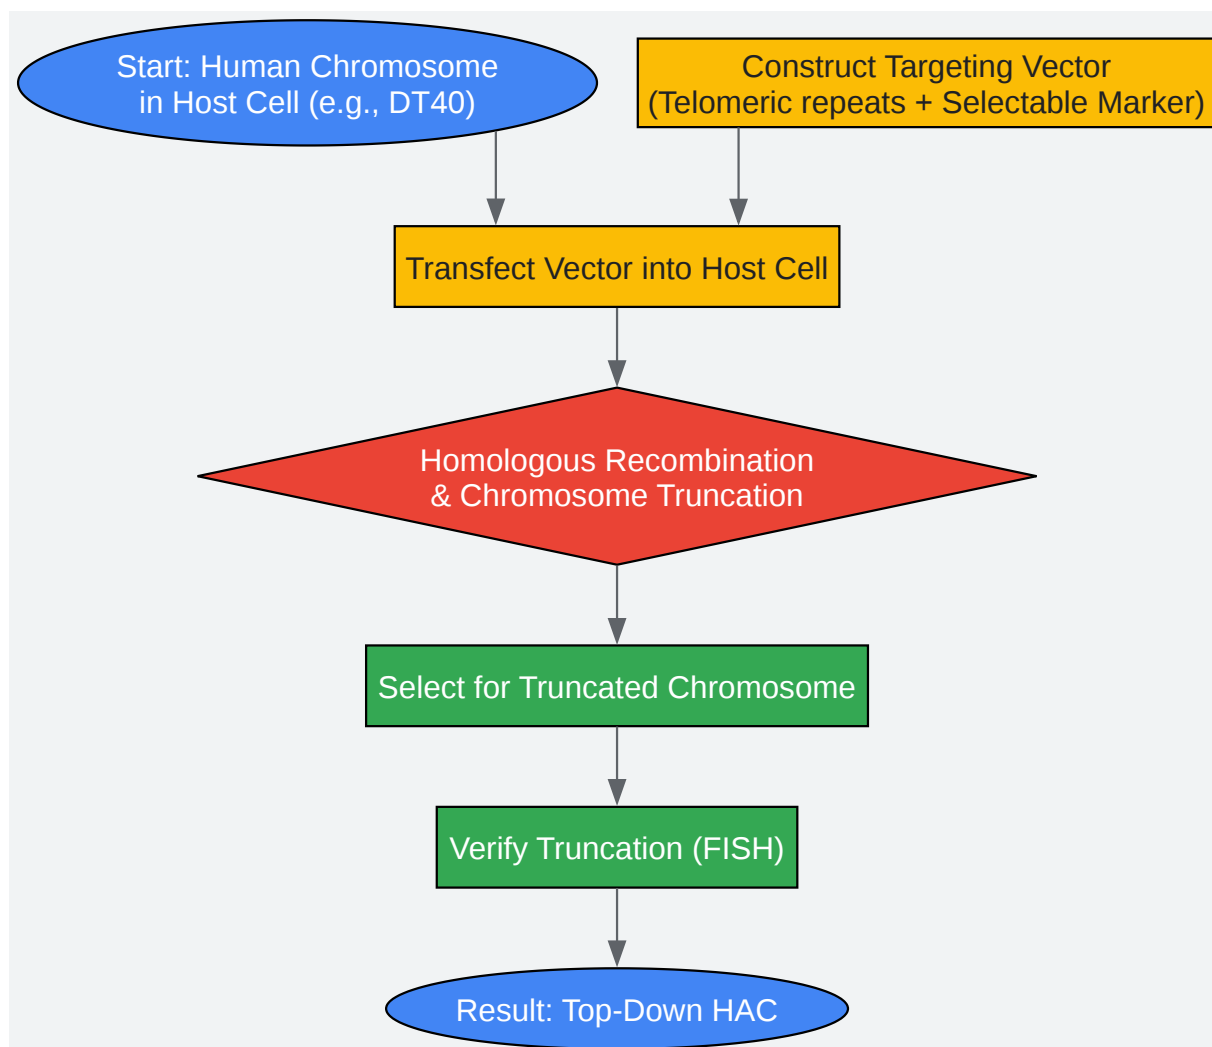 Start: Human Chromosome
in Host Cell (e.g., DT40)
Construct Targeting Vector
(Telomeric repeats + Selectable Marker)
Transfect Vector into Host Cell
Homologous Recombination
& Chromosome Truncation
Select for Truncated Chromosome
Verify Truncation (FISH)
Result: Top-Down HAC